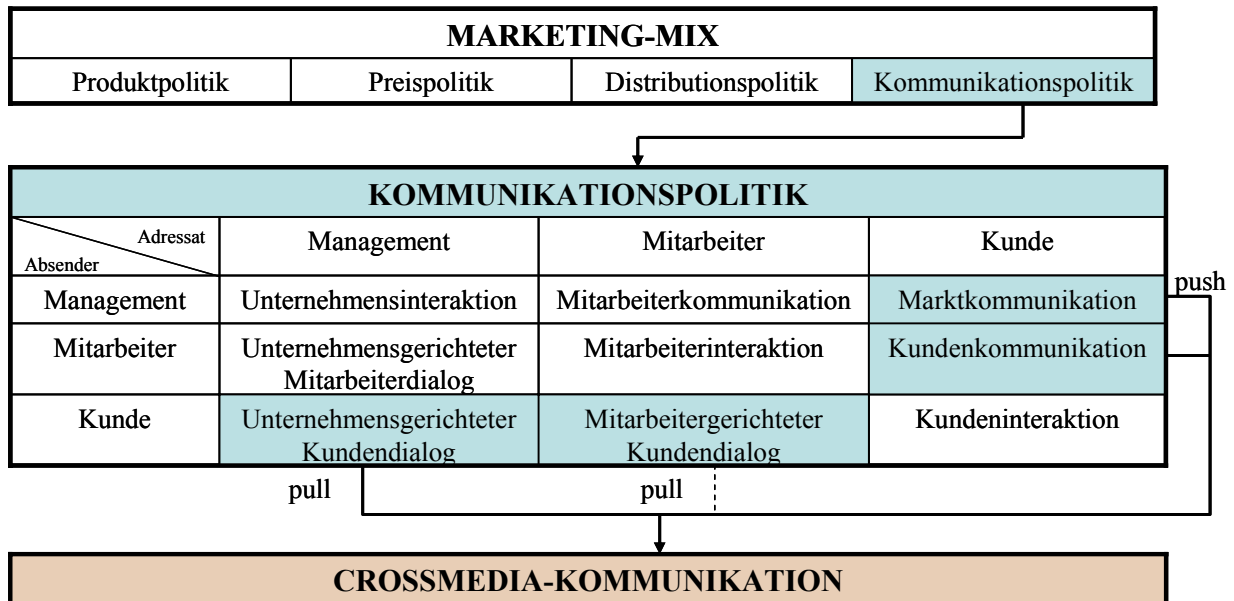 MARKETING-MIX
Produktpolitik Preispolitik Distributionspolitik Kommunikationspolitik
KOMMUNIKATIONSPOLITIK
Adressat
Absender
Management Mitarbeiter Kunde
Management Unternehmensinteraktion Mitarbeiterkommunikation Marktkommunikation
push
Mitarbeiter Unternehmensgerichteter Mitarbeiterinteraktion Kundenkommunikation
Mitarbeiterdialog
Kunde Unternehmensgerichteter Mitarbeitergerichteter Kundeninteraktion
Kundendialog Kundendialog
pull pull
CROSSMEDIA-KOMMUNIKATION